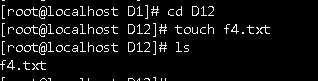 [root@localhost D1]# cd D12
[root@localhost D12]# touch f4.txt
[root@localhost D12]# ls
f4.txt